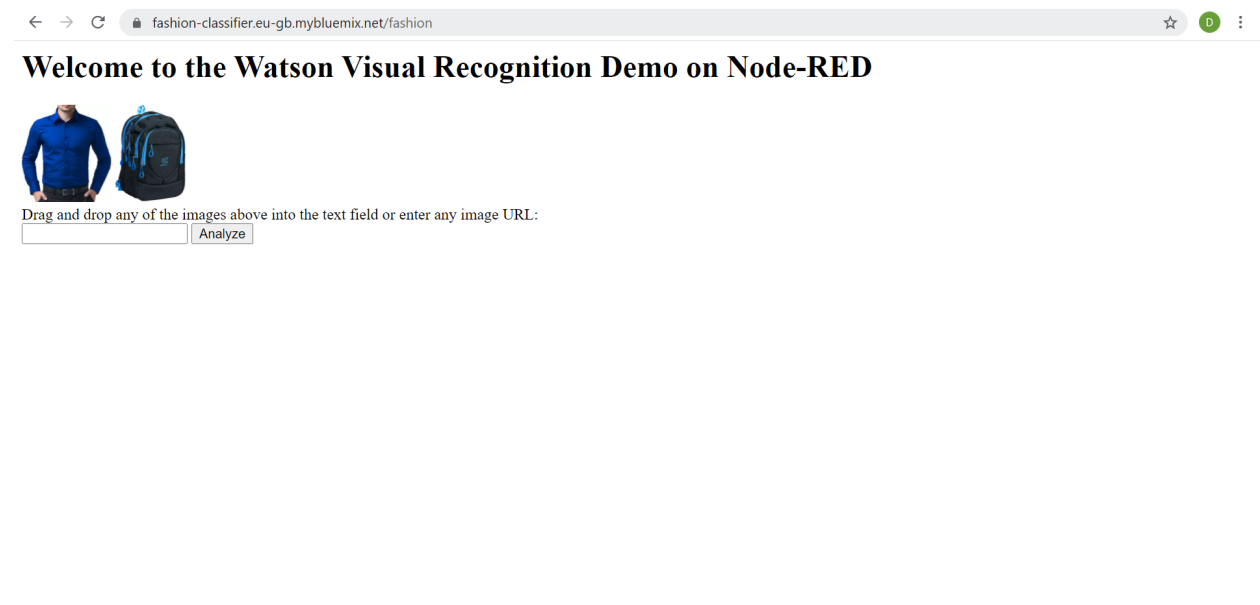 fashion-classifier.eu-gb.mybluemix.net/fashion
D
Welcome to the Watson Visual Recognition Demo on Node-RED
Drag and drop any of the images above into the text field or enter any image URL:
Analyze